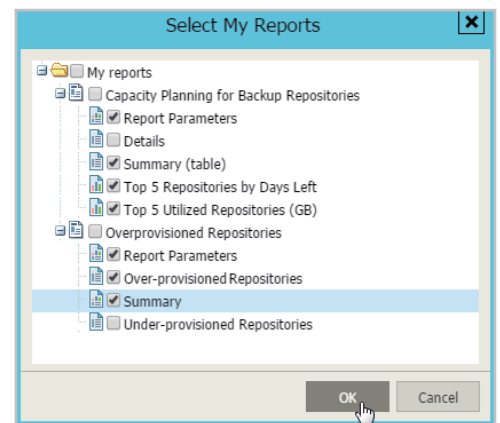 Select My Reports
My reports
Capacity Planning for Backup Repositories
Report Parameters
Details
Summary (table)
Top 5 Repositories by Days Left
Top 5 Utilized Repositories (GB)
Overprovisioned Repositories
Report Parameters
Over-provisioned Repositories
Summary
Under-provisioned Repositories
OK Cancel